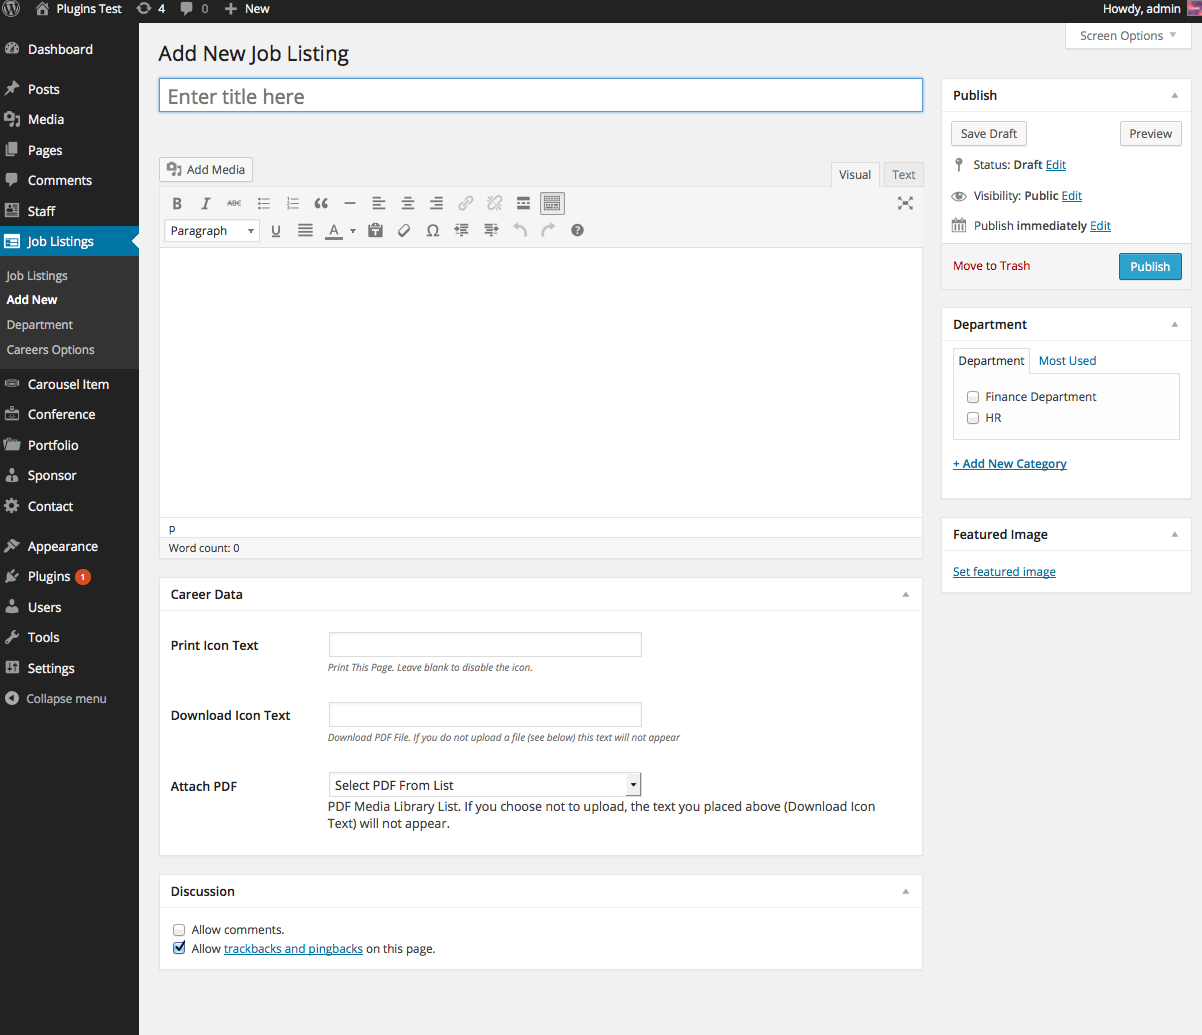 Plugins Test 4 0 New Howdy, admin
Screen Options
Dashboard
Posts
Media
Pages
Comments
Staff
Job Listings
Job Listings
Add New
Department
Careers Options
Carousel Item
Conference
Portfolio
Sponsor
Contact
Appearance
Plugins 1
Users
Tools
Settings
Collapse menu
Add New Job Listing
Enter title here
Add Media
Visual Text
B I ABC
Paragraph U A Ω ?
p
Word count: 0
Career Data
Print Icon Text
Print This Page. Leave blank to disable the icon.
Download Icon Text
Download PDF File. If you do not upload a file (see below) this text will not appear
Attach PDF Select PDF From List
PDF Media Library List. If you choose not to upload, the text you placed above (Download Icon
Text) will not appear.
Discussion
Allow comments.
Allow trackbacks and pingbacks on this page.
Publish
Save Draft Preview
Status: Draft Edit
Visibility: Public Edit
Publish immediately Edit
Move to Trash Publish
Department
Department Most Used
Finance Department
HR
+ Add New Category
Featured Image
Set featured image